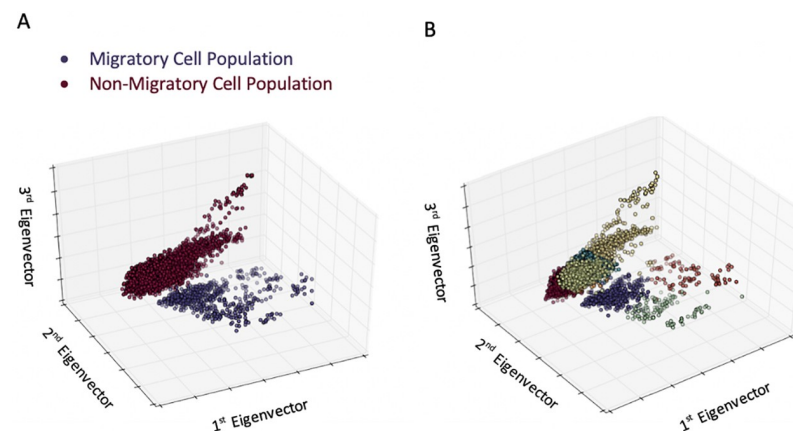 A
Migratory Cell Population
Non-Migratory Cell Population
3rd Eigenvector
2nd Eigenvector
1st Eigenvector
B
3rd Eigenvector
2nd Eigenvector
1st Eigenvector